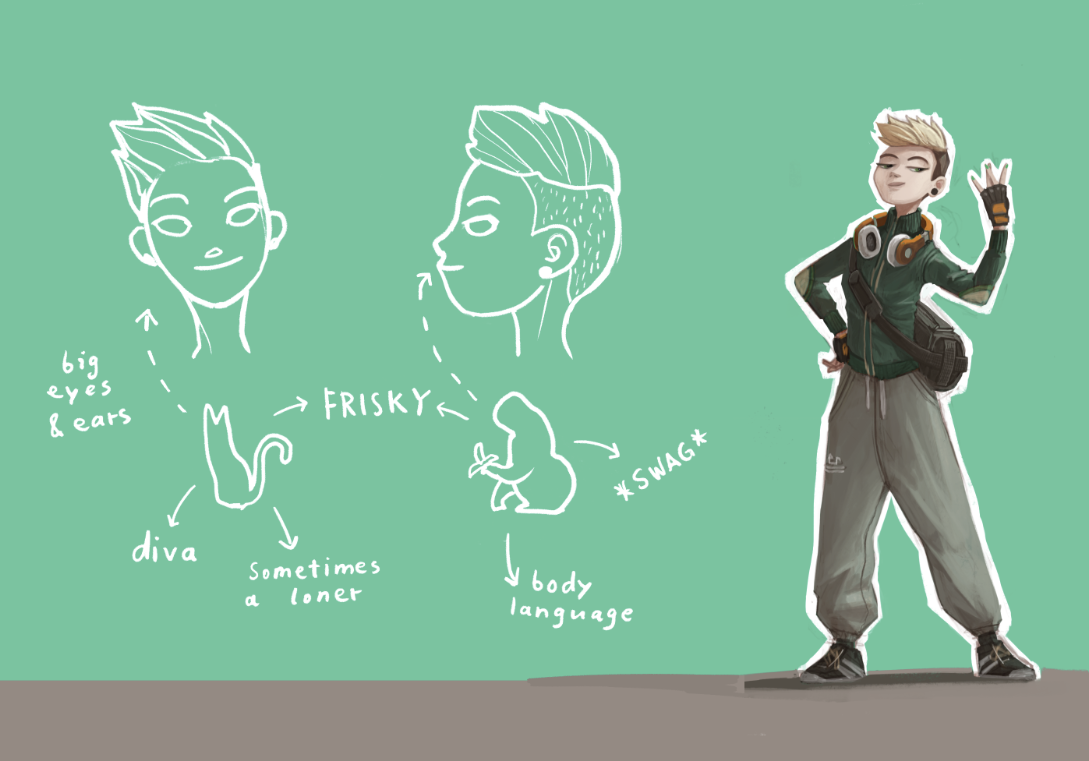 big
eyes
& ears
FRISKY
*SWAG*
diva
Sometimes
a loner
body
language